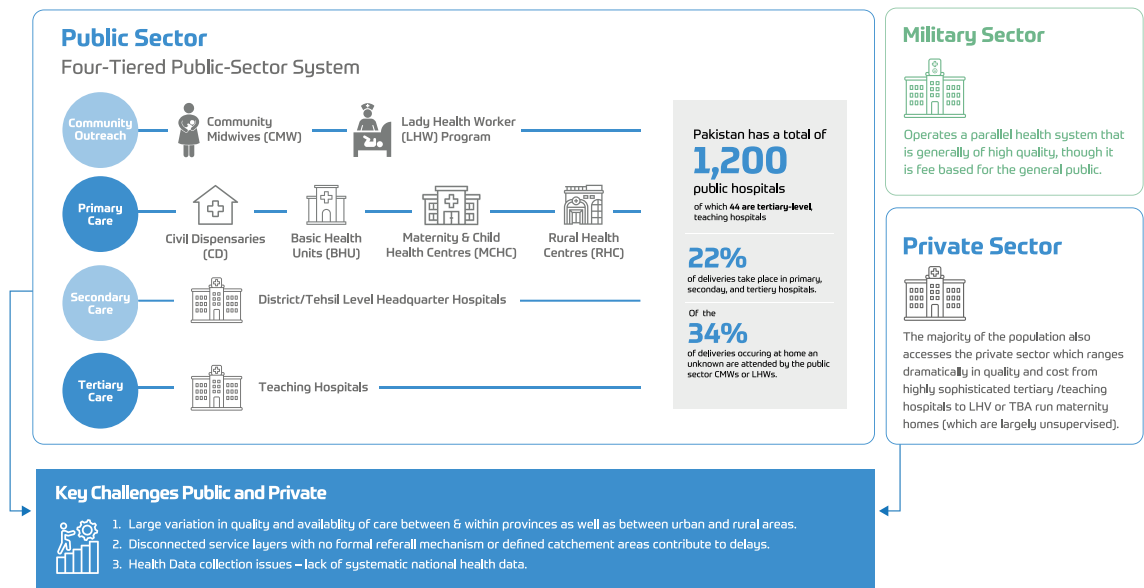 Public Sector
Four-Tiered Public-Sector System
Community
Outreach
Community
Midwives (CMW)
Lady Health Worker
(LHW) Program
Primary
Care
Civil Dispensaries
(CD)
Basic Health
Units (BHU)
Maternity & Child
Health Centres (MCHC)
Rural Health
Centres (RHC)
Secondary
Care
District/Tehsil Level Headquarter Hospitals
Tertiary
Care
Teaching Hospitals
Pakistan has a total of
1,200
public hospitals
of which 44 are tertiary-level,
teaching hospitals
22%
of deliveries take place in primary,
seconday, and tertiary hospitals.
Of the
34%
of deliveries occuring at home an
unknown are attended by the public
sector CMWs or LHWs.
Military Sector
Operates a parallel health system that
is generally of high quality, though it
is fee based for the general public.
Private Sector
The majority of the population also
accesses the private sector which ranges
dramatically in quality and cost from
highly sophisticated tertiary /teaching
hospitals to LHV or TBA run maternity
homes (which are largely unsupervised).
Key Challenges Public and Private
1. Large variation in quality and availablity of care between & within provinces as well as between urban and rural areas.
2. Disconnected service layers with no formal referall mechanism or defined catchement areas contribute to delays.
3. Health Data collection issues – lack of systematic national health data.